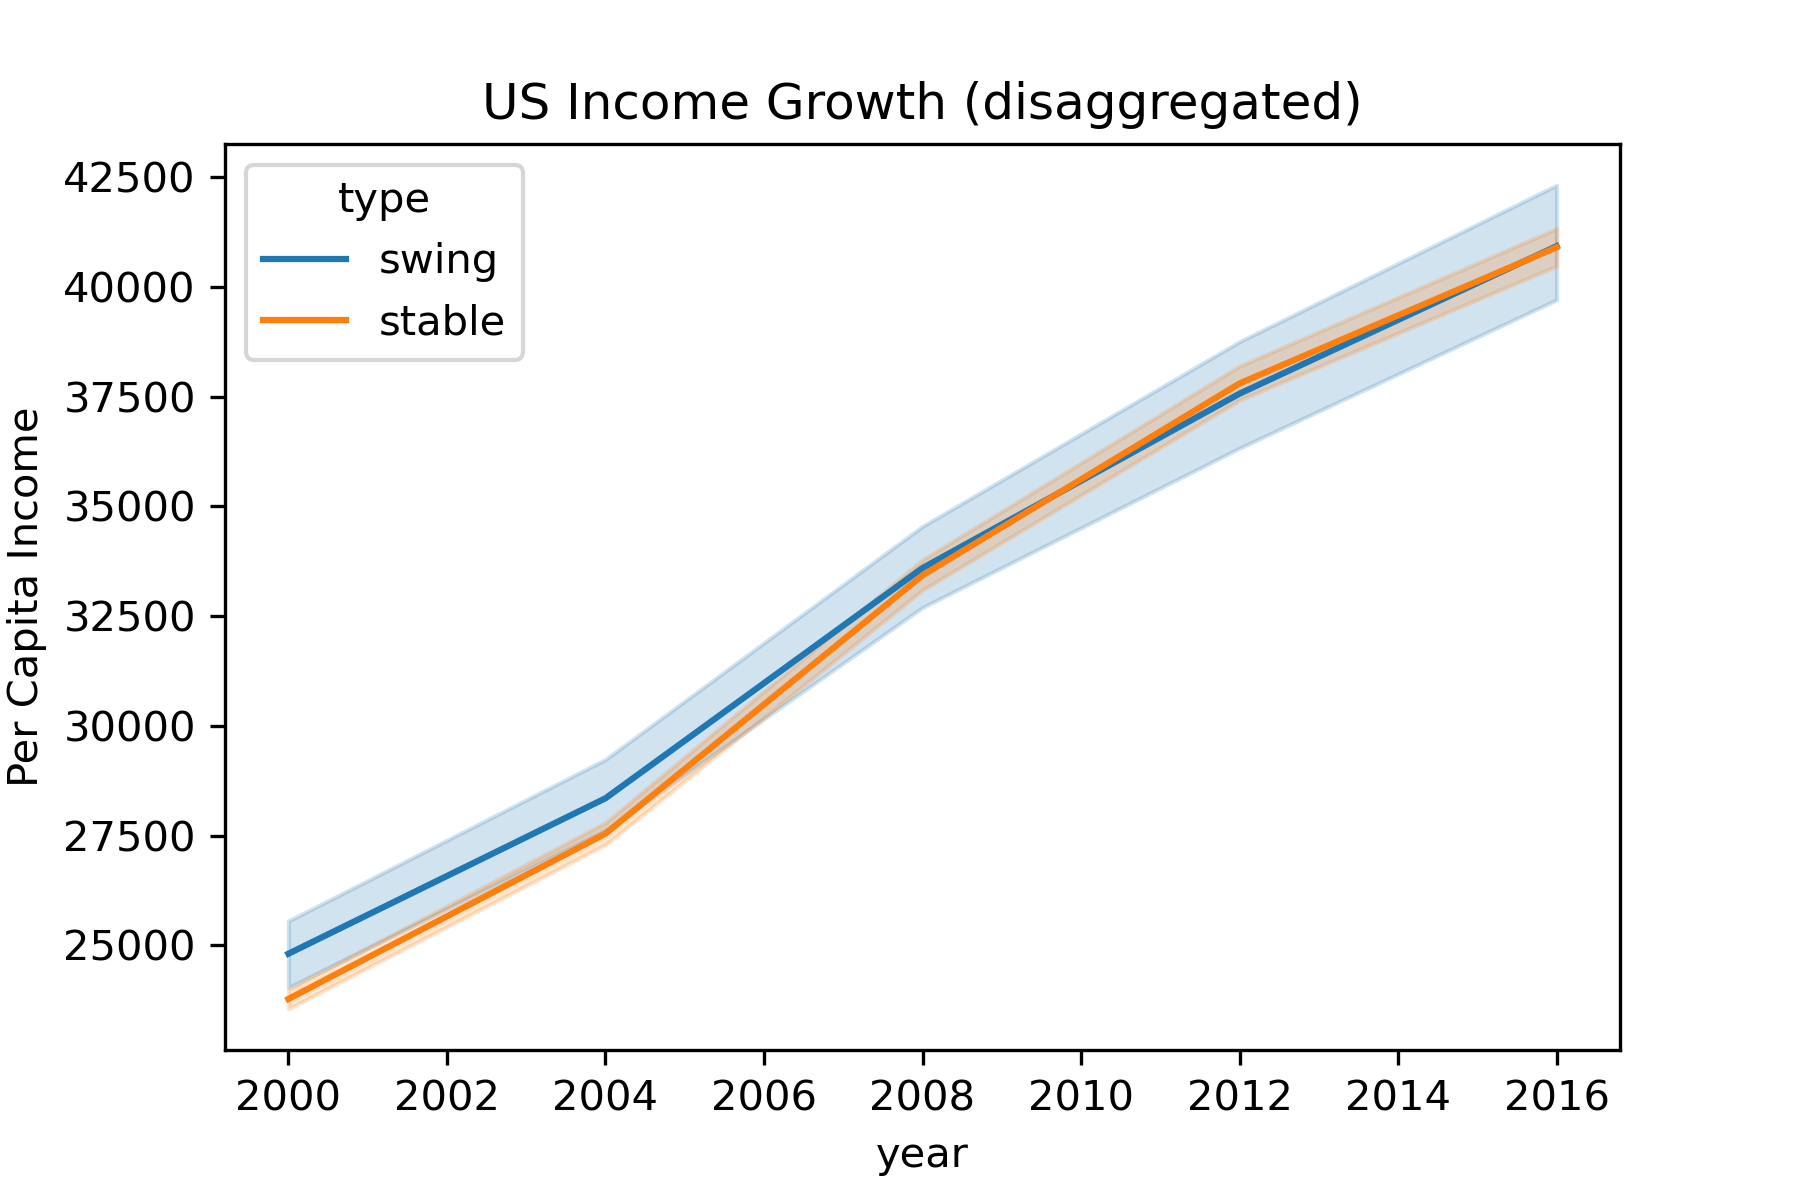 US Income Growth (disaggregated)
type
swing
stable
Per Capita Income
42500
40000
37500
35000
32500
30000
27500
25000
2000 2002 2004 2006 2008 2010 2012 2014 2016
year